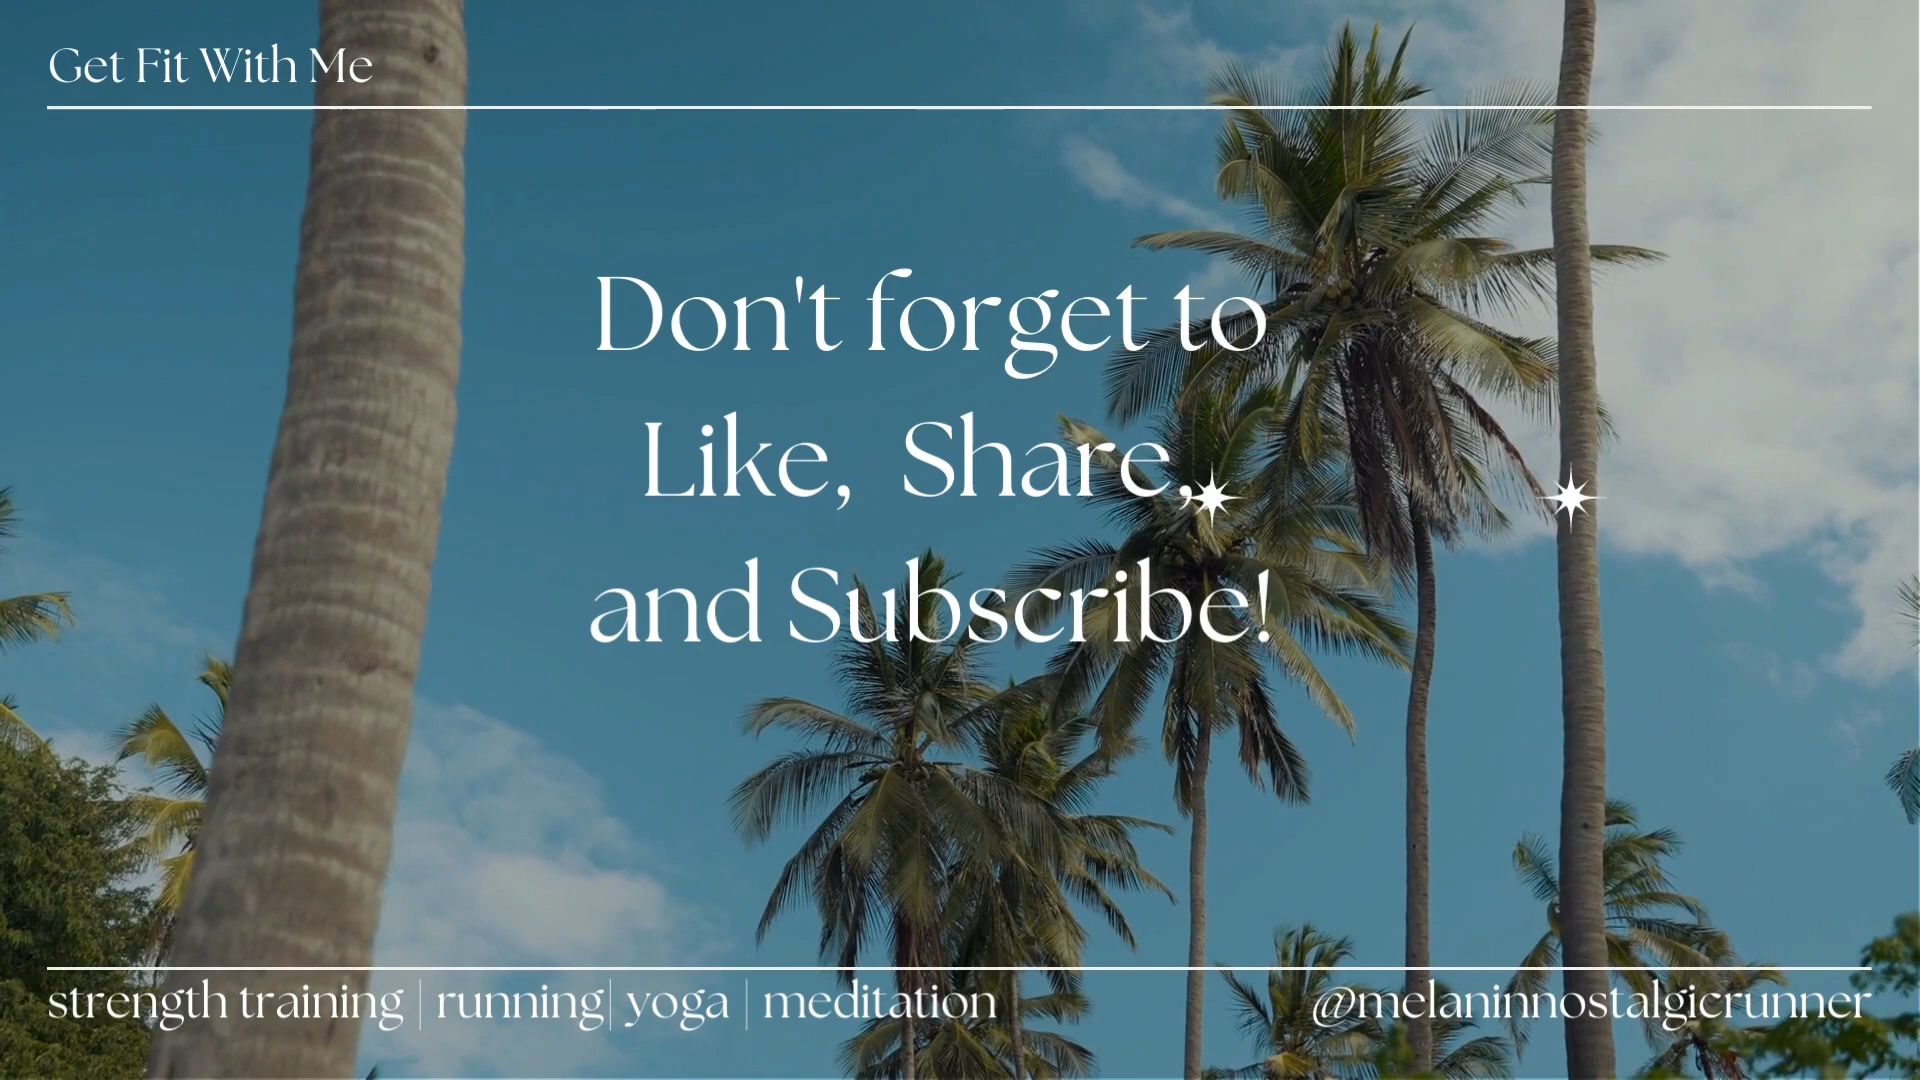 Get Fit With Me
Don't forget to
Like, Share,
and Subscribe!
strength training | running| yoga | meditation
@melaninnostalgicrunner